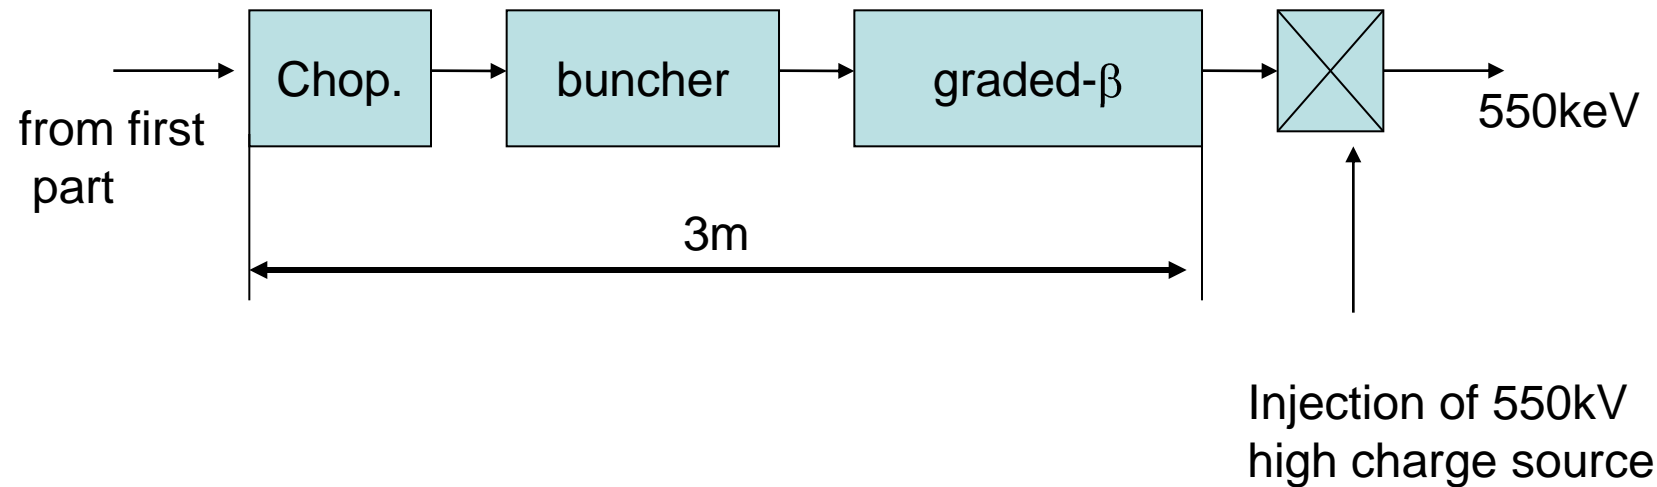 Chop.
buncher
graded-β
from first
part
550keV
3m
Injection of 550kV
high charge source